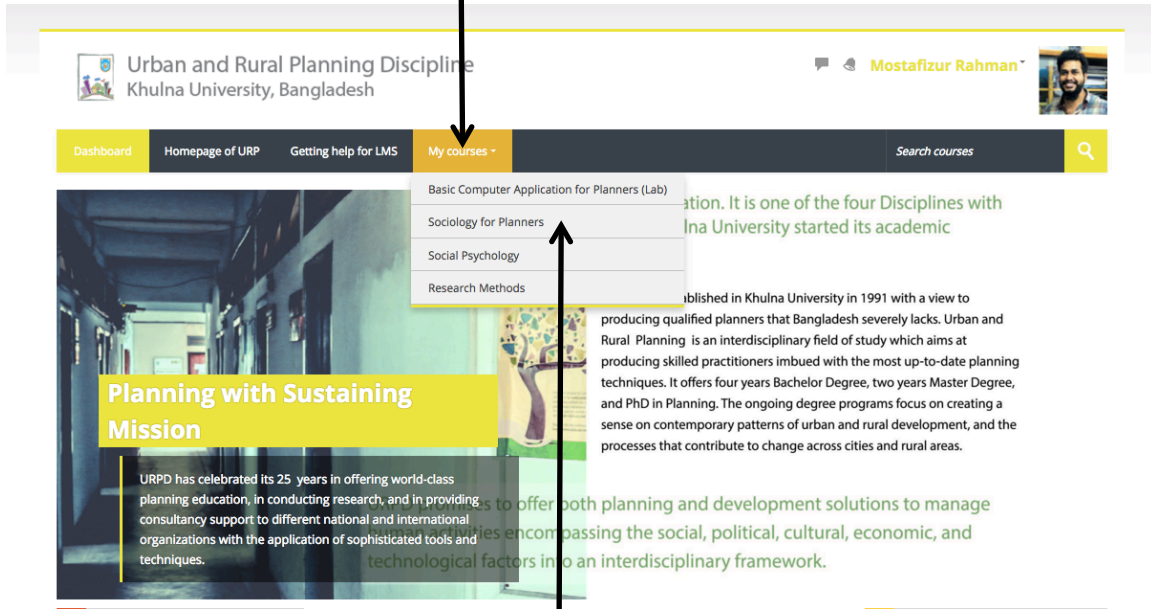 Urban and Rural Planning Discipline
Khulna University, Bangladesh
Mostafizur Rahman
Dashboard
Homepage of URP
Getting help for LMS
My courses
Search courses
Basic Computer Application for Planners (Lab)
Sociology for Planners
Social Psychology
Research Methods
ation. It is one of the four Disciplines with
lna University started its academic
ablished in Khulna University in 1991 with a view to
producing qualified planners that Bangladesh severely lacks. Urban and
Rural Planning is an interdisciplinary field of study which aims at
producing skilled practitioners imbued with the most up-to-date planning
techniques. It offers four years Bachelor Degree, two years Master Degree,
and PhD in Planning. The ongoing degree programs focus on creating a
sense on contemporary patterns of urban and rural development, and the
processes that contribute to change across cities and rural areas.
Planning with Sustaining
Mission
URPD has celebrated its 25 years in offering world-class
planning education, in conducting research, and in providing
consultancy support to different national and international
organizations with the application of sophisticated tools and
techniques.
URPD promises to offer both planning and development solutions to manage
human activities encompassing the social, political, cultural, economic, and
technological factors into an interdisciplinary framework.